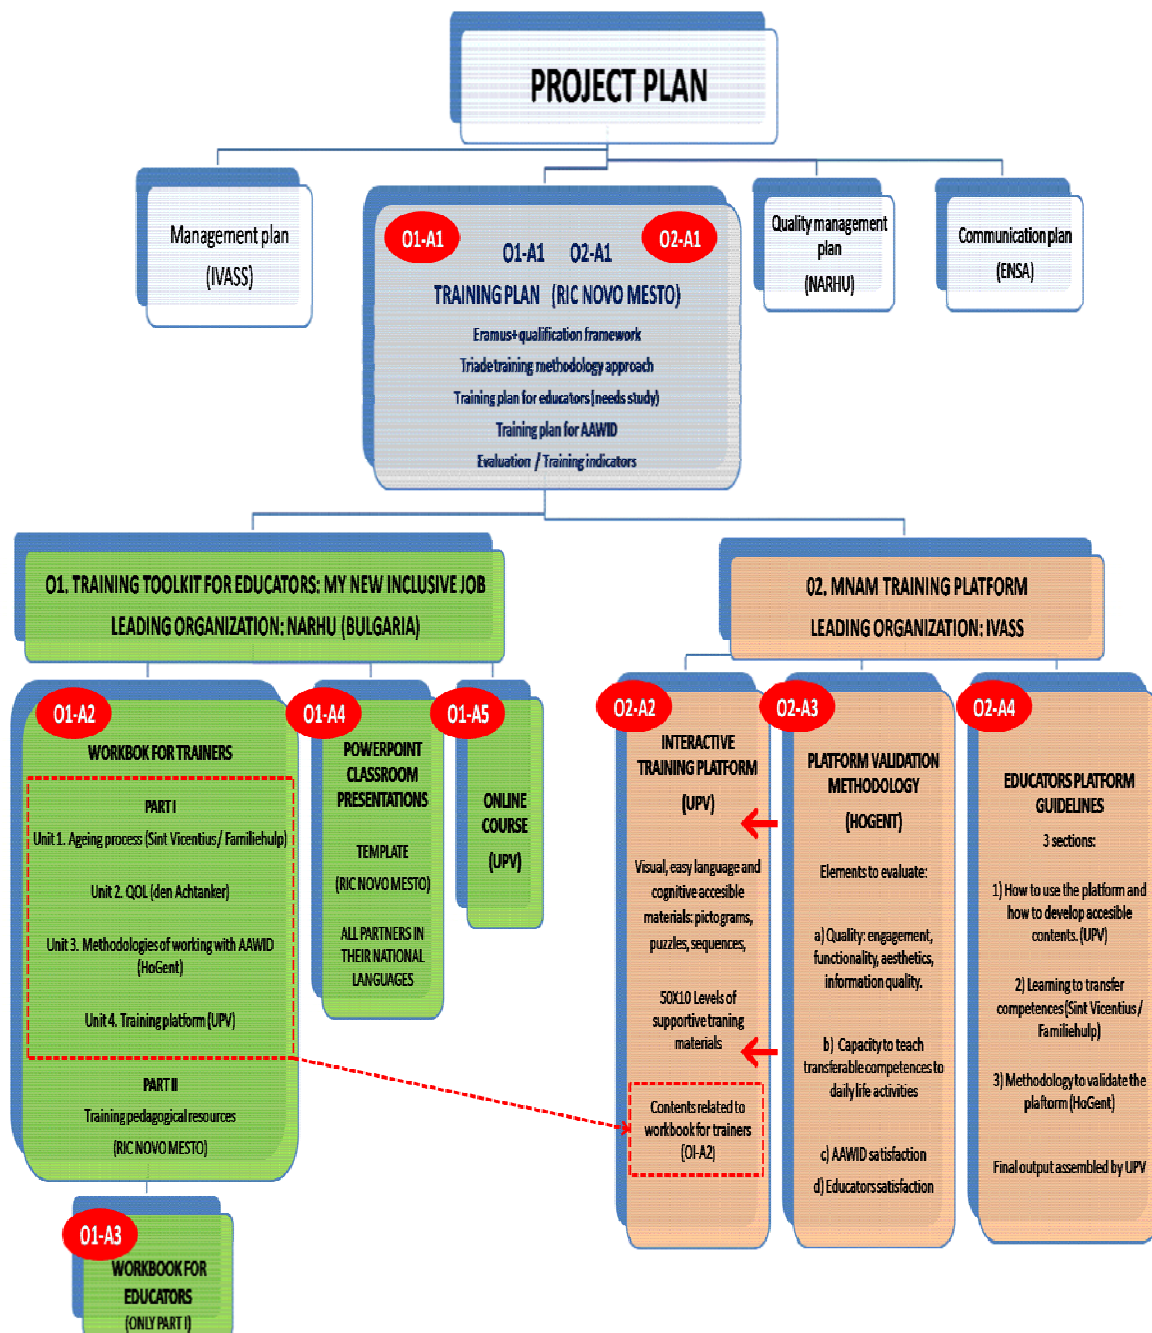 PROJECT PLAN
Management plan
(IVASS)
O1-A1
O2-A1
O1-A1 O2-A1
TRAINING PLAN (RIC NOVO MESTO)
Eramus+ qualification framework
Triade training methodology approach
Training plan for educators (needs study)
Training plan for AAWID
Evaluation / Training indicators
Quality management
plan
(NARHU)
Communication plan
(ENSA)
O1. TRAINING TOOLKIT FOR EDUCATORS: MY NEW INCLUSIVE JOB
LEADING ORGANIZATION: NARHU (BULGARIA)
02. MNAM TRAINING PLATFORM
LEADING ORGANIZATION: IVASS
O1-A2
WORKBOK FOR TRAINERS
PART I
Unit 1. Ageing process (Sint Vicentius / Familiehulp)
Unit 2. QOL (den Achtanker)
Unit 3. Methodologies of working with AAWID
(HoGent)
Unit 4. Training platform (UPV)
PART II
Training pedagogical resources
(RIC NOVO MESTO)
O1-A3
WORKBOOK FOR
EDUCATORS
(ONLY PART I)
O1-A4
POWERPOINT
CLASSROOM
PRESENTATIONS
TEMPLATE
(RIC NOVO MESTO)
ALL PARTNERS IN
THEIR NATIONAL
LANGUAGES
O1-A5
ONLINE
COURSE
(UPV)
O2-A2
INTERACTIVE
TRAINING PLATFORM
(UPV)
Visual, easy language and
cognitive accesible
materials: pictograms,
puzzles, sequences,
50X10 Levels of
supportive traning
materials
Contents related to
workbook for trainers
(OI-A2)
O2-A3
PLATFORM VALIDATION
METHODOLOGY
(HOGENT)
Elements to evaluate:
a) Quality: engagement,
functionality, aesthetics,
information quality.
b) Capacity to teach
transferable competences to
daily life activities
c) AAWID satisfaction
d) Educators satisfaction
O2-A4
EDUCATORS PLATFORM
GUIDELINES
3 sections:
1) How to use the platform and
how to develop accesible
contents. (UPV)
2) Learning to transfer
competences (Sint Vicentius /
Familiehulp)
3) Methodology to validate the
plaftorm (HoGent)
Final output assembled by UPV